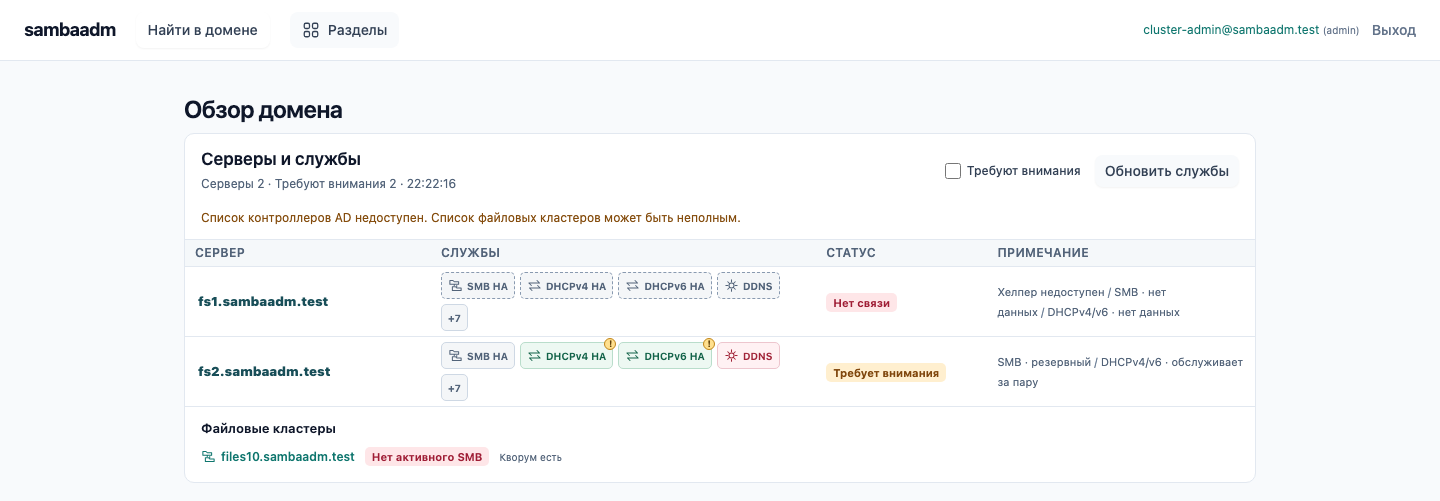 sambaadm Найти в домене Разделы cluster-admin@sambaadm.test (admin) Выход
Обзор домена
Серверы и службы
Серверы 2 · Требуют внимания 2 · 22:22:16
Требуют внимания Обновить службы
Список контроллеров AD недоступен. Список файловых кластеров может быть неполным.
СЕРВЕР СЛУЖБЫ СТАТУС ПРИМЕЧАНИЕ
fs1.sambaadm.test
SMB HA DHCPv4 HA DHCPv6 HA DDNS
+7
Нет связи
Хелпер недоступен / SMB · нет
данных / DHCPv4/v6 · нет данных
fs2.sambaadm.test
SMB HA DHCPv4 HA ! DHCPv6 HA ! DDNS
+7
Требует внимания
SMB · резервный / DHCPv4/v6 · обслуживает
за пару
Файловые кластеры
files10.sambaadm.test Нет активного SMB Кворум есть